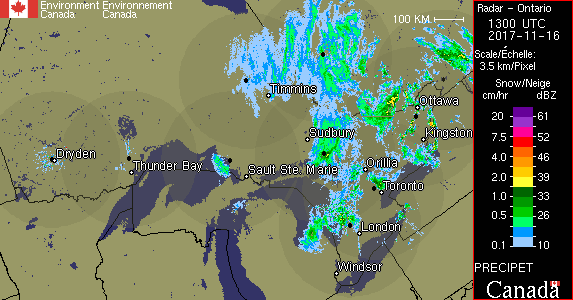 Environment Environnement
Canada Canada
100 KM
Timmins
Ottawa
Sudbury
Kingston
Dryden
Thunder Bay
Sault Ste. Marie
Orillia
Toronto
London
Windsor
Radar - Ontario
1300 UTC
2017-11-16
Scale/Échelle:
3.5 km/Pixel
Snow/Neige
cm/hr dBZ
20 61
7.5 52
4.0 46
2.0 39
1.0 33
0.5 26
0.1 10
PRECIPET
Canada